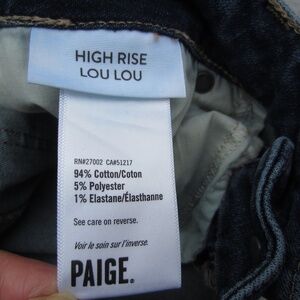 HIGH RISE
LOU LOU
RN#27002 CA#51217
94% Cotton/Coton
5% Polyester
1% Elastane/Élasthanne
See care on reverse.
Voir le soin sur l'inverse.
PAIGE.